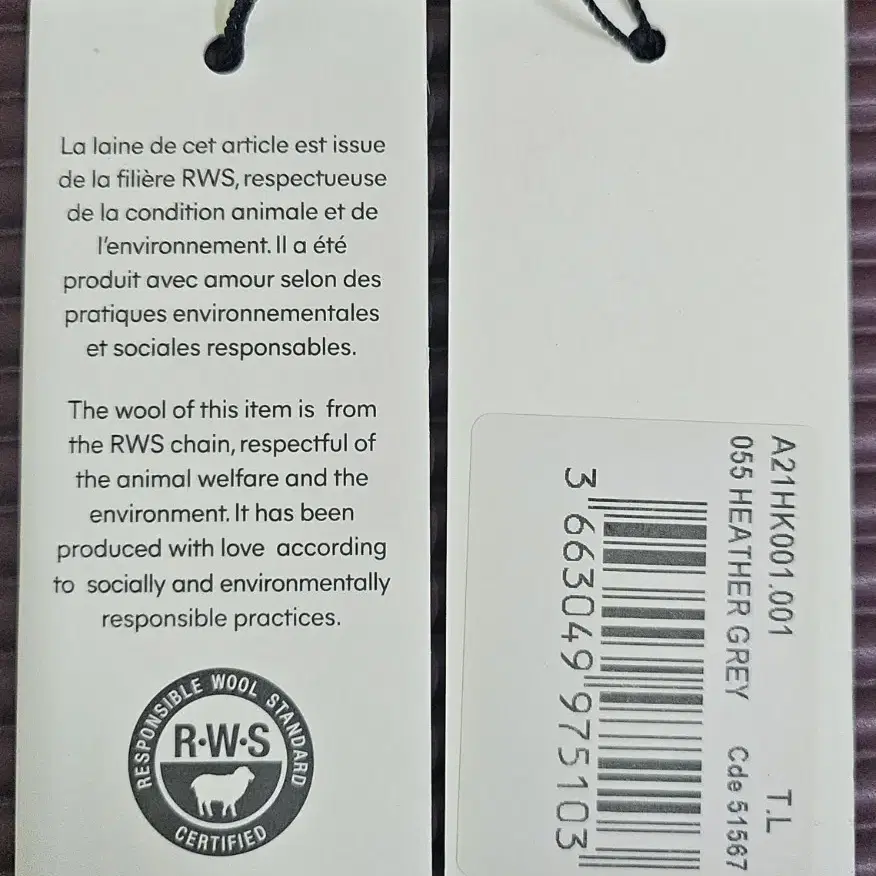 La laine de cet article est issue
de la filière RWS, respectueuse
de la condition animale et de
l'environnement. Il a été
produit avec amour selon des
pratiques environnementales
et sociales responsables.
The wool of this item is from
the RWS chain, respectful of
the animal welfare and the
environment. It has been
produced with love according
to socially and environmentally
responsible practices.
RESPONSIBLE WOOL STANDARD
R·W·S
CERTIFIED
A21HK001.001 T.L
055 HEATHER GREY Cde 51567
3 663049 975103